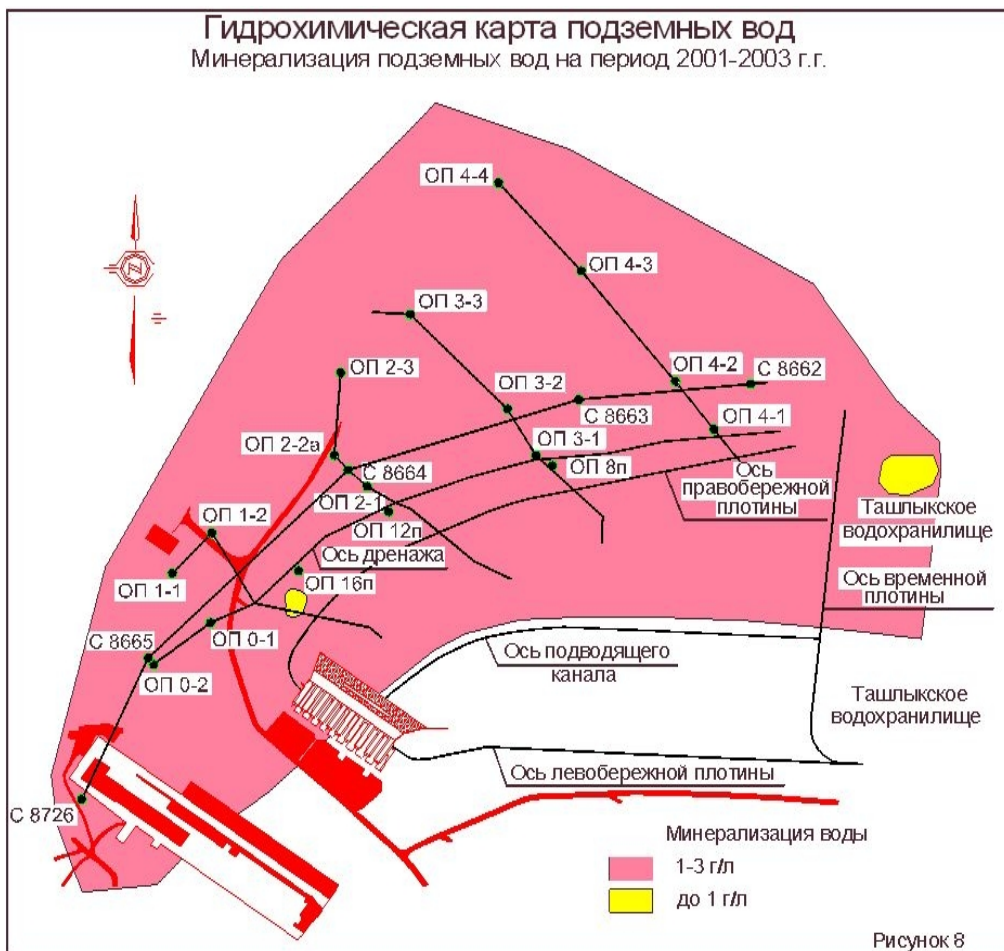 Гидрохимическая карта подземных вод
Минерализация подземных вод на период 2001-2003 г.г.
ОП 4-4
ОП 4-3
ОП 3-3
ОП 4-2
С 8662
ОП 2-3
ОП 3-2
С 8663
ОП 4-1
ОП 3-1
ОП 2-2а
ОП 8п
С 8664
Ось
правобережной
плотины
ОП 2-1
ОП 1-2
ОП 12п
Ташлыкское
водохранилище
Ось дренажа
ОП 1-1
ОП 16п
Ось временной
плотины
С 8665
ОП 0-1
ОП 0-2
Ось подводящего
канала
Ташлыкское
водохранилище
Ось левобережной плотины
С 8726
Минерализация воды
1-3 г/л
до 1 г/л
Рисунок 8